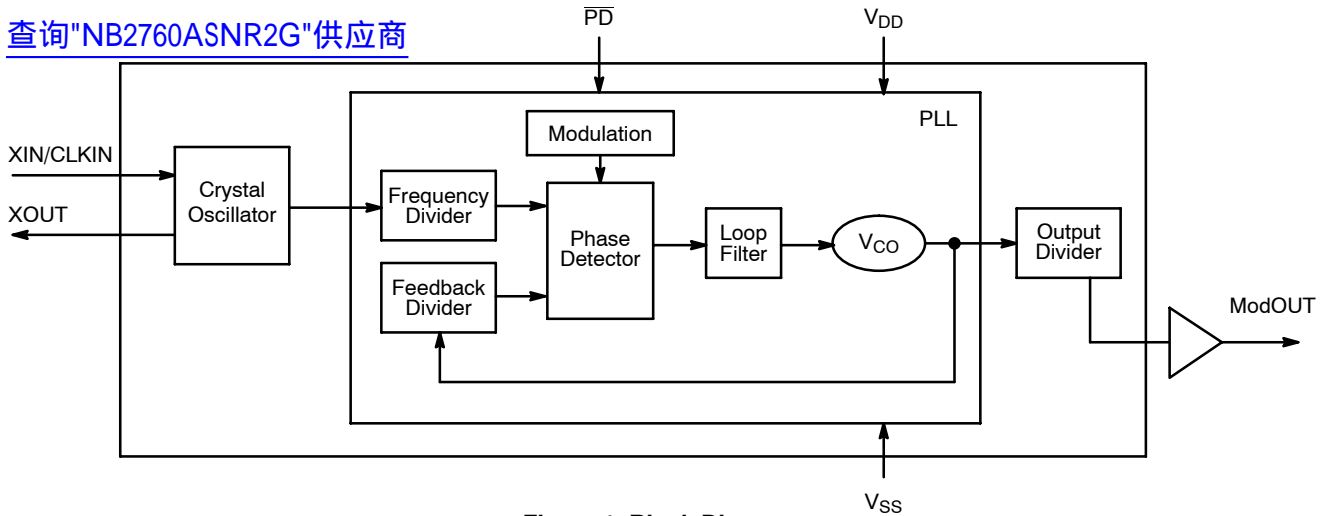 查询"NB2760ASNR2G"供应商
PD
VDD
PLL
Modulation
XIN/CLKIN
XOUT
Crystal
Oscillator
Frequency
Divider
Feedback
Divider
Phase
Detector
Loop
Filter
VCO
Output
Divider
ModOUT
VSS